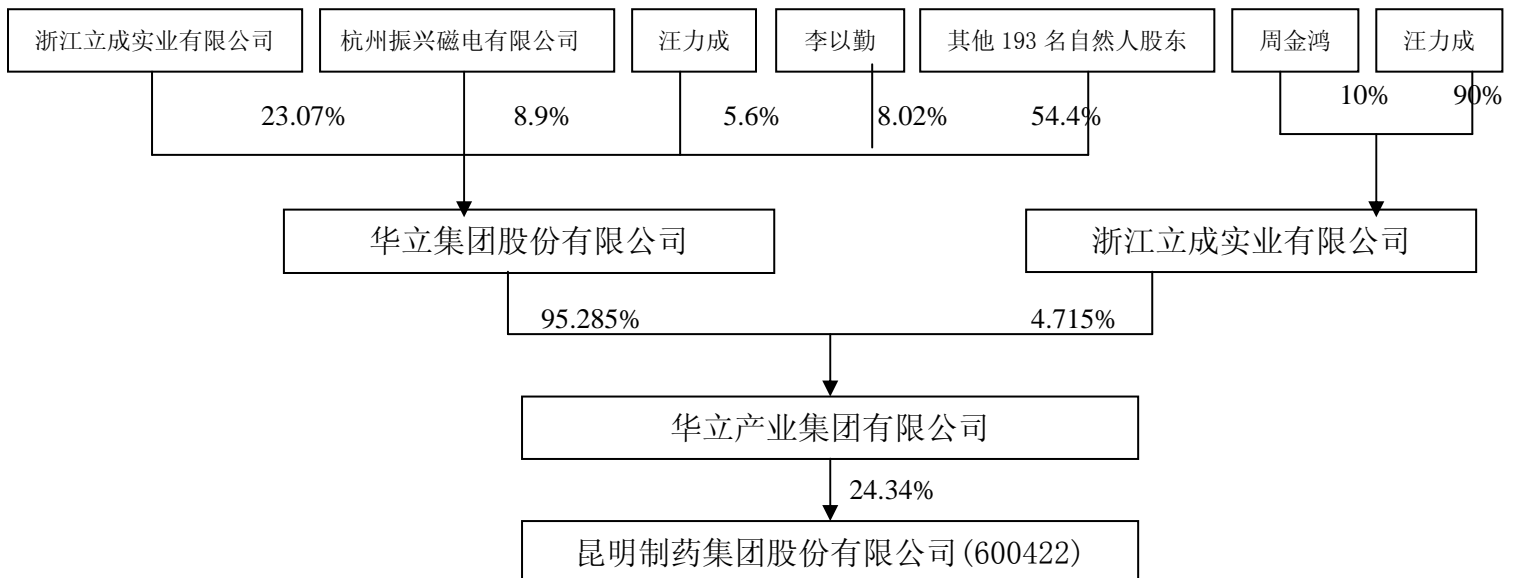 浙江立成实业有限公司 杭州振兴磁电有限公司 汪力成 李以勤 其他 193 名自然人股东 周金鸿 汪力成
23.07% 8.9% 5.6% 8.02% 54.4% 10% 90%
华立集团股份有限公司 浙江立成实业有限公司
95.285% 4.715%
华立产业集团有限公司
24.34%
昆明制药集团股份有限公司(600422)